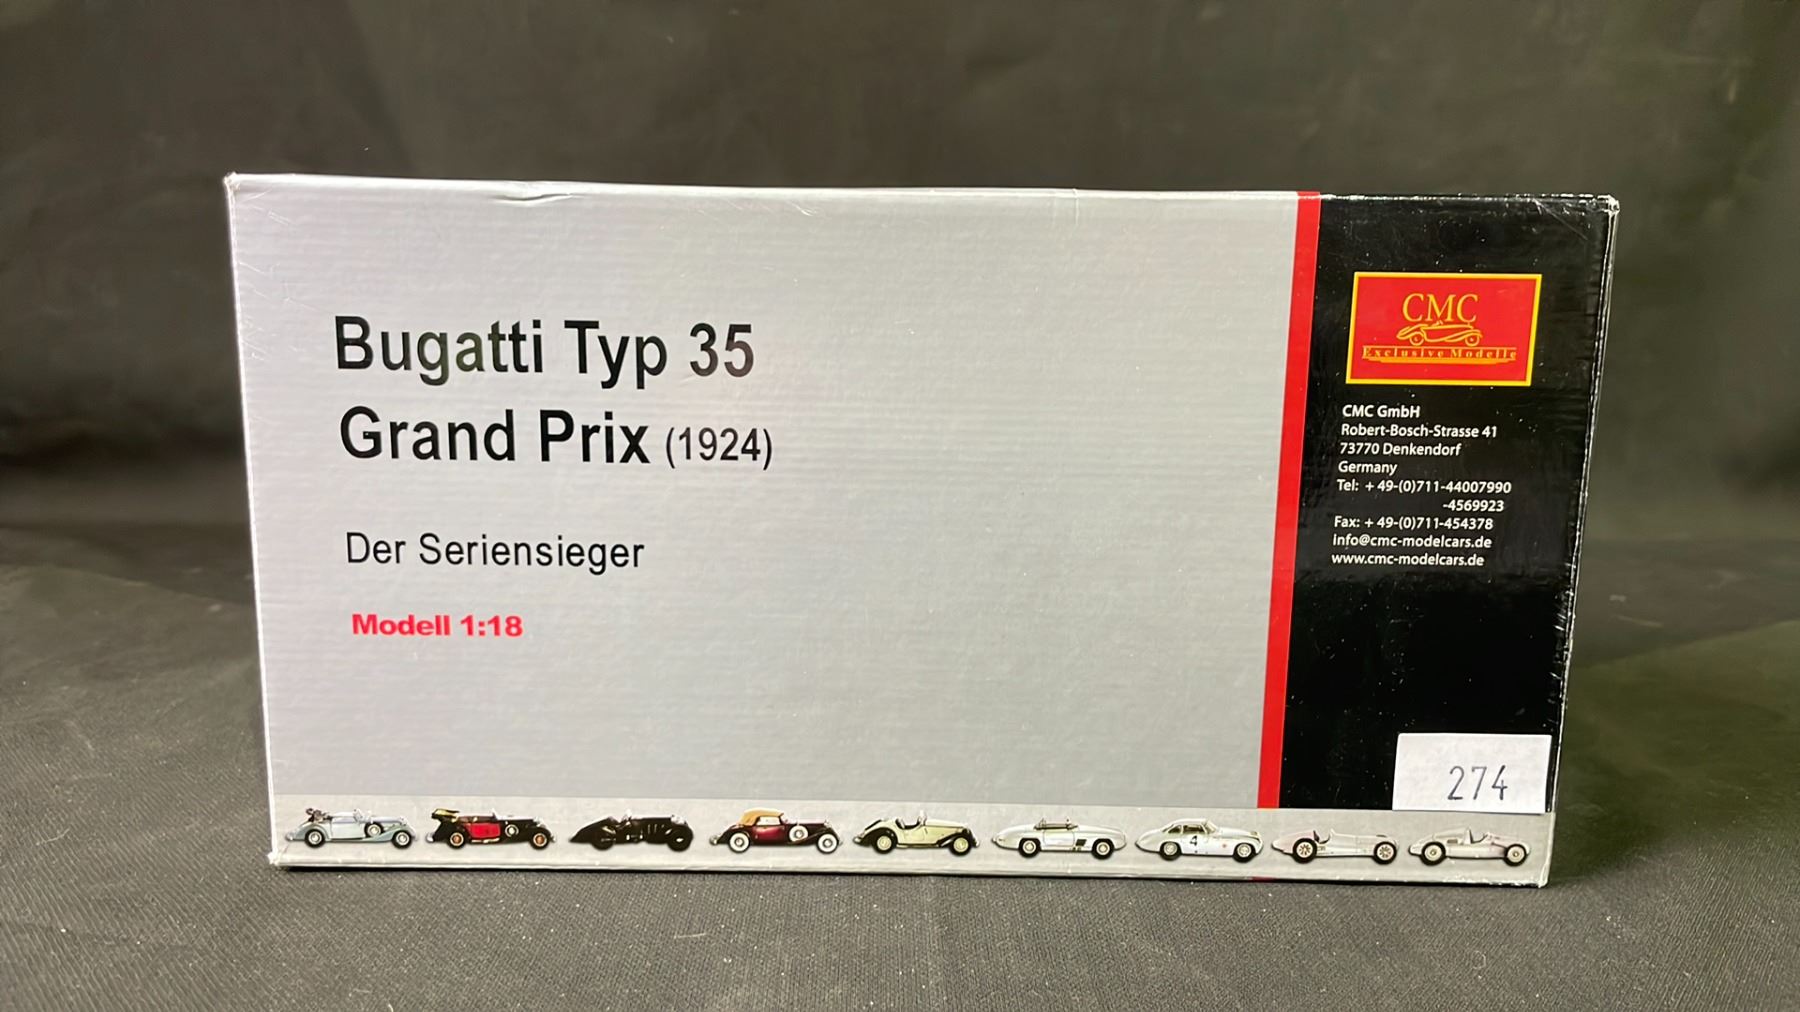 Bugatti Typ 35
Grand Prix (1924)
Der Seriensieger
Modell 1:18
CMC
Exclusive Modelle
CMC GmbH
Robert-Bosch-Strasse 41
73770 Denkendorf
Germany
Tel: + 49-(0)711-44007990
-4569923
Fax: + 49-(0)711-454378
info@cmc-modelcars.de
www.cmc-modelcars.de
274
4